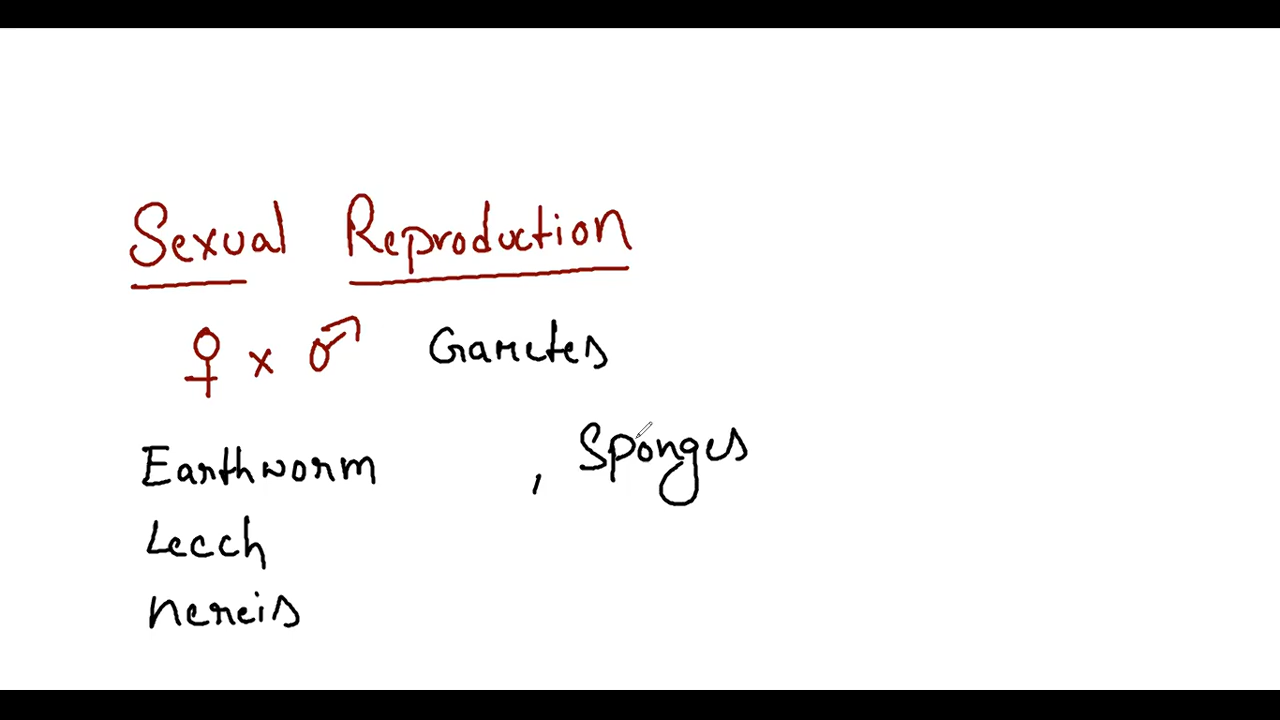 Sexual Reproduction
♀ x ♂ Gametes
Earthworm , Sponges
Leech
Nereis